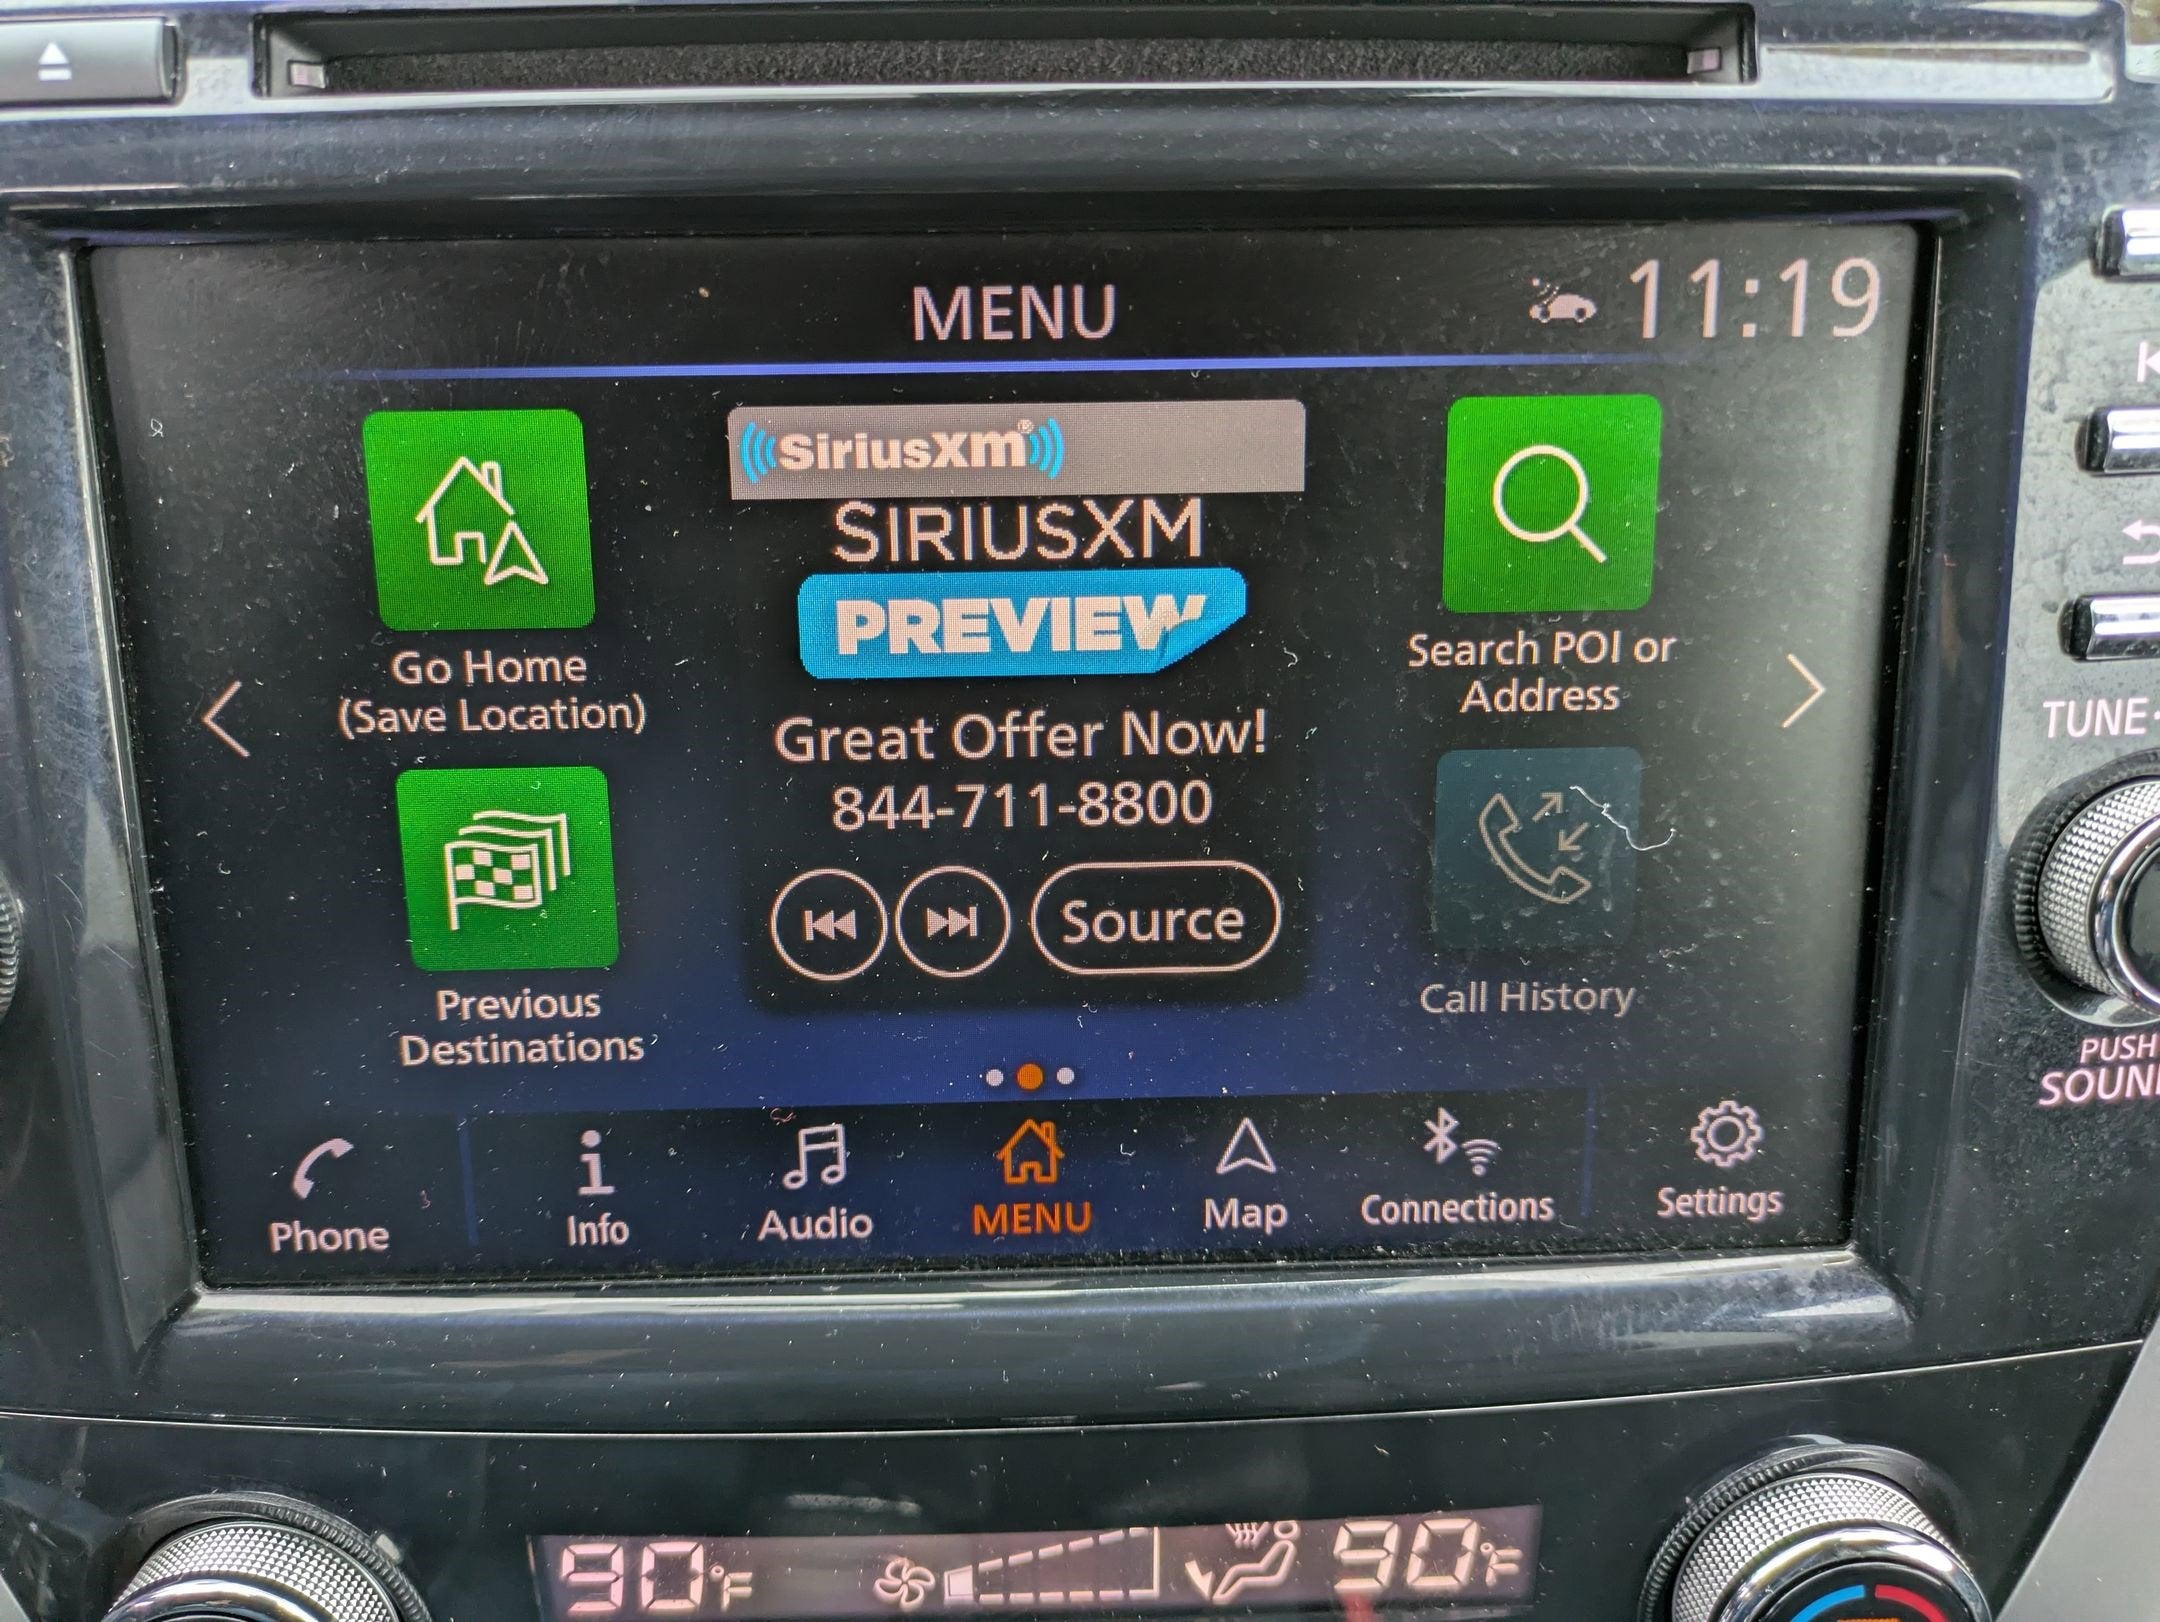 MENU
11:19
SiriusXm®
SIRIUSXM
PREVIEW
Great Offer Now!
844-711-8800
Source
Go Home
(Save Location)
Previous
Destinations
Search POI or
Address
Call History
Phone
Info
Audio
MENU
Map
Connections
Settings
TUNE
PUSH
90°F
90°F